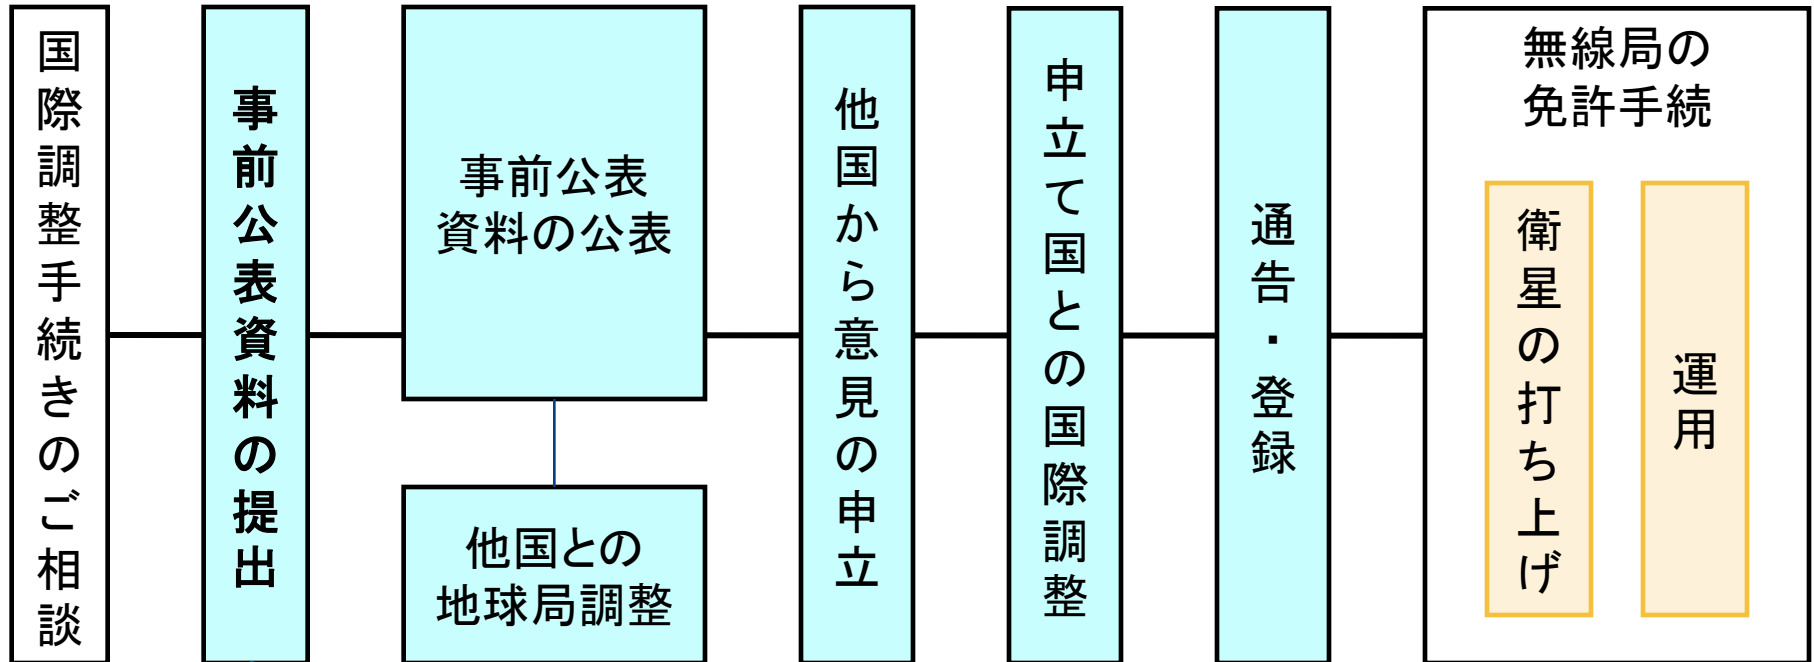 国際調整手続きのご相談
事前公表資料の提出
事前公表
資料の公表
他国との
地球局調整
他国から意見の申立
申立て国との国際調整
通告・登録
無線局の
免許手続
衛星の打ち上げ
運用